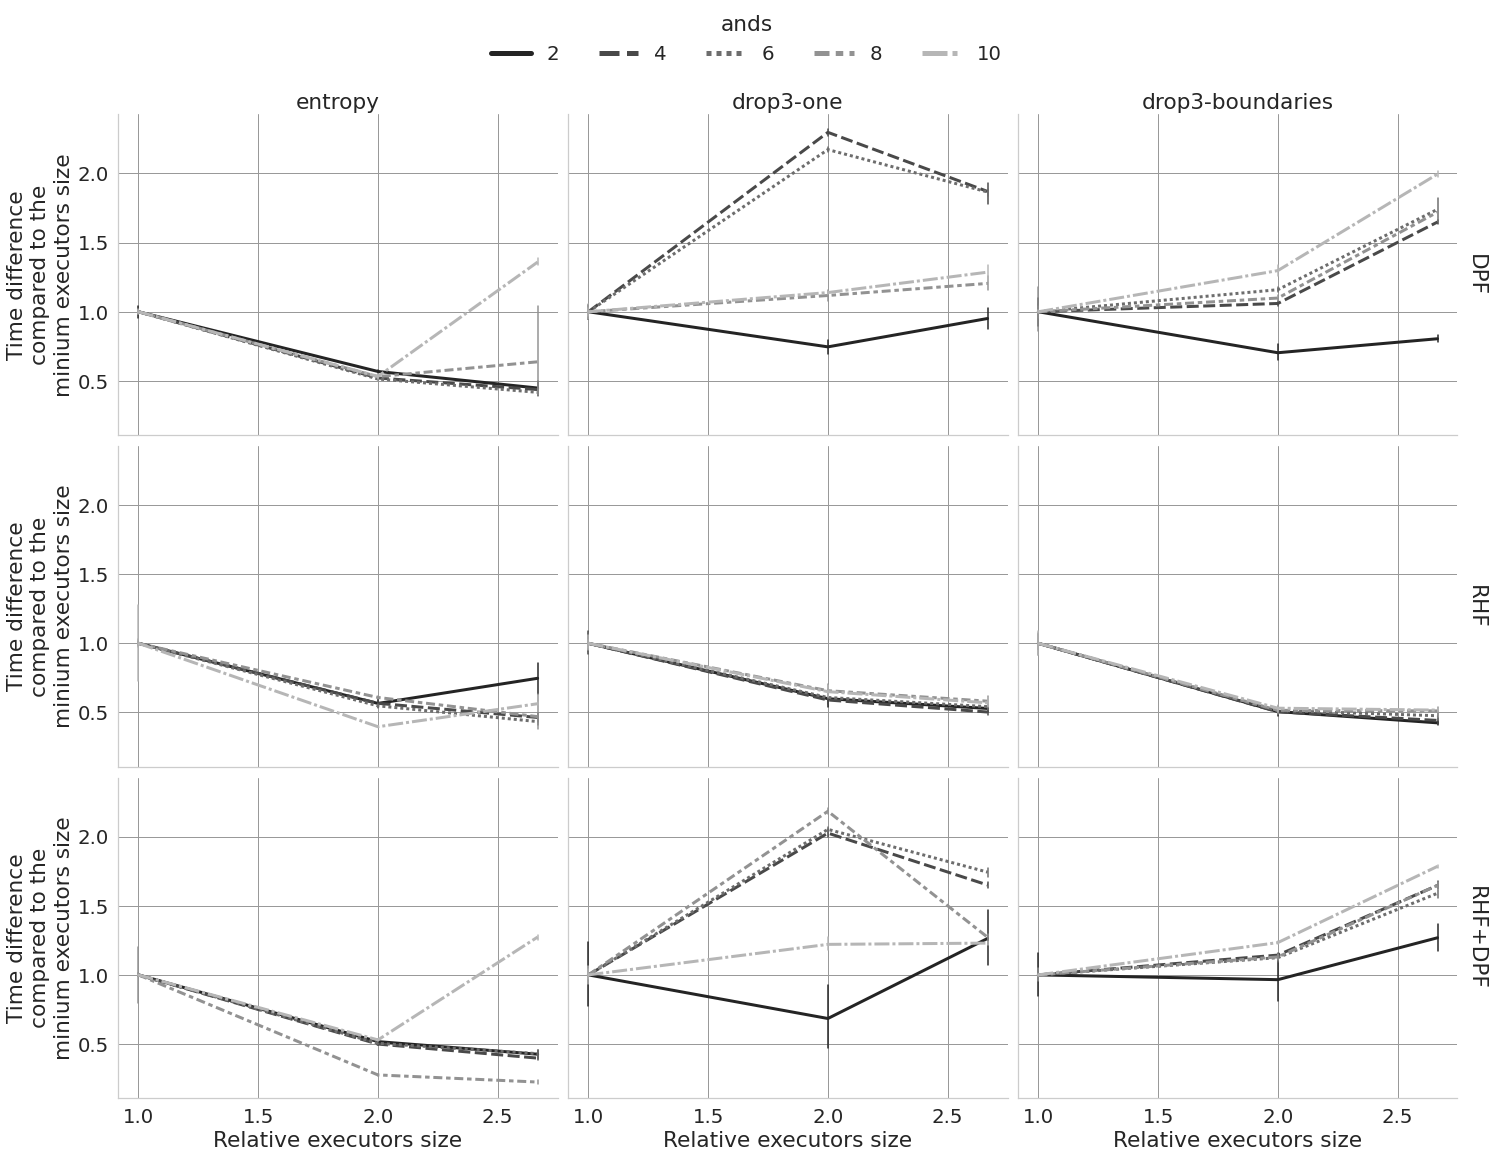 ands
2 4 6 8 10
entropy drop3-one drop3-boundaries
Time difference
compared to the
minium executors size
2.0
1.5
1.0
0.5
DPF
Time difference
compared to the
minium executors size
2.0
1.5
1.0
0.5
RHF
Time difference
compared to the
minium executors size
2.0
1.5
1.0
0.5
RHF+DPF
1.0 1.5 2.0 2.5 1.0 1.5 2.0 2.5 1.0 1.5 2.0 2.5
Relative executors size Relative executors size Relative executors size